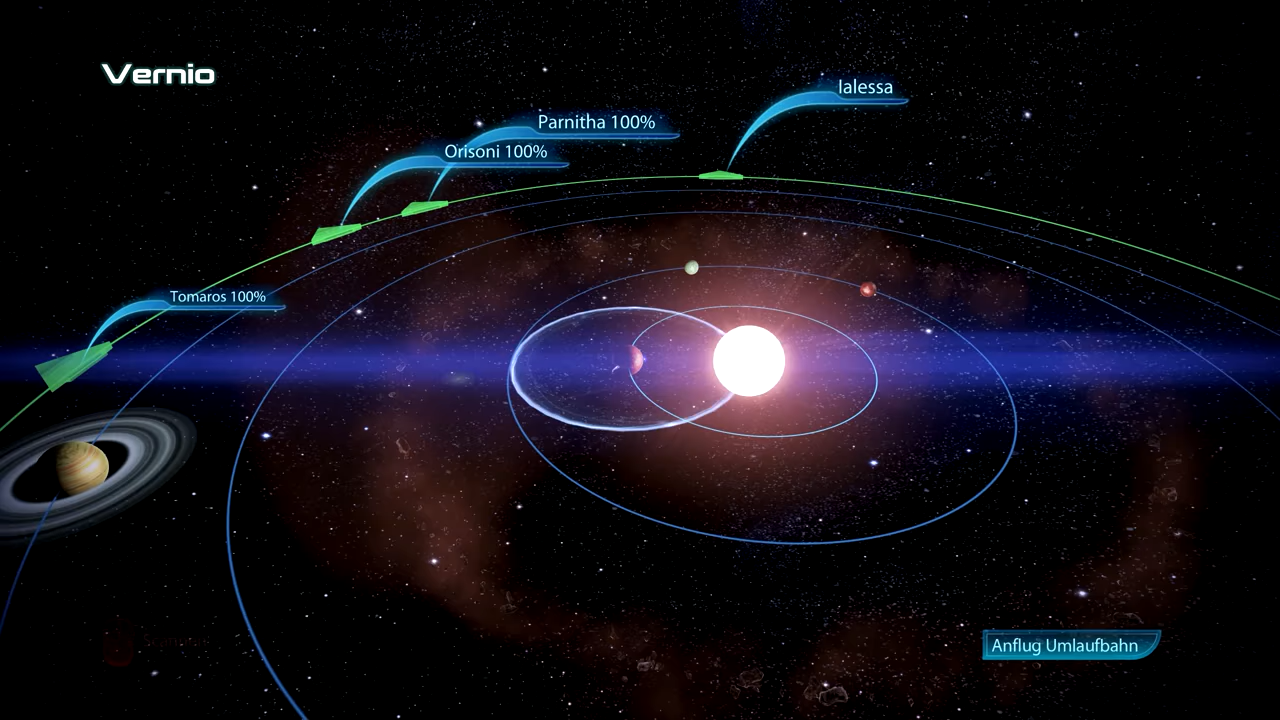 Vernio
Ialessa
Parnitha 100%
Orisoni 100%
Tomaros 100%
Anflug Umlaufbahn